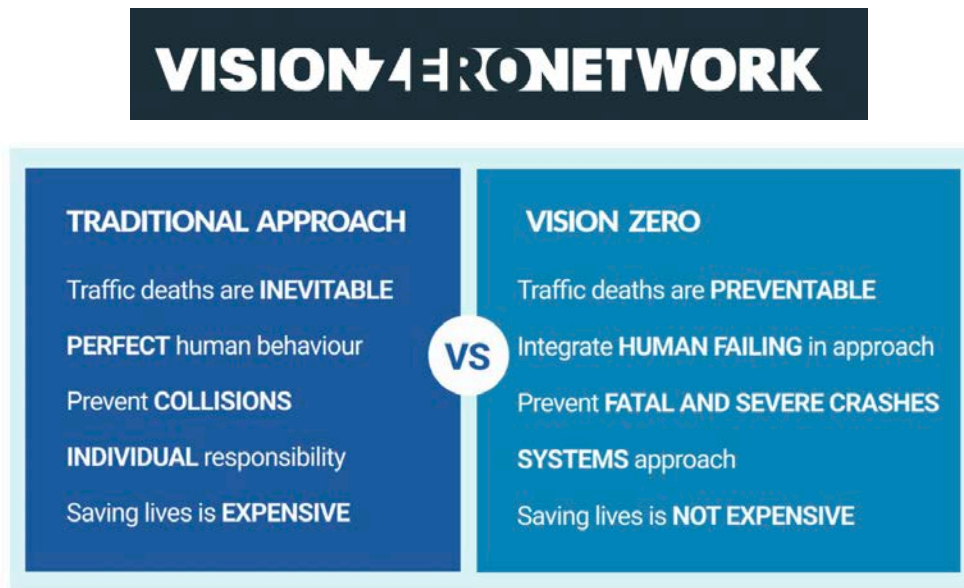 VISION ZERO NETWORK
TRADITIONAL APPROACH
Traffic deaths are INEVITABLE
PERFECT human behaviour
Prevent COLLISIONS
INDIVIDUAL responsibility
Saving lives is EXPENSIVE
VS
VISION ZERO
Traffic deaths are PREVENTABLE
Integrate HUMAN FAILING in approach
Prevent FATAL AND SEVERE CRASHES
SYSTEMS approach
Saving lives is NOT EXPENSIVE